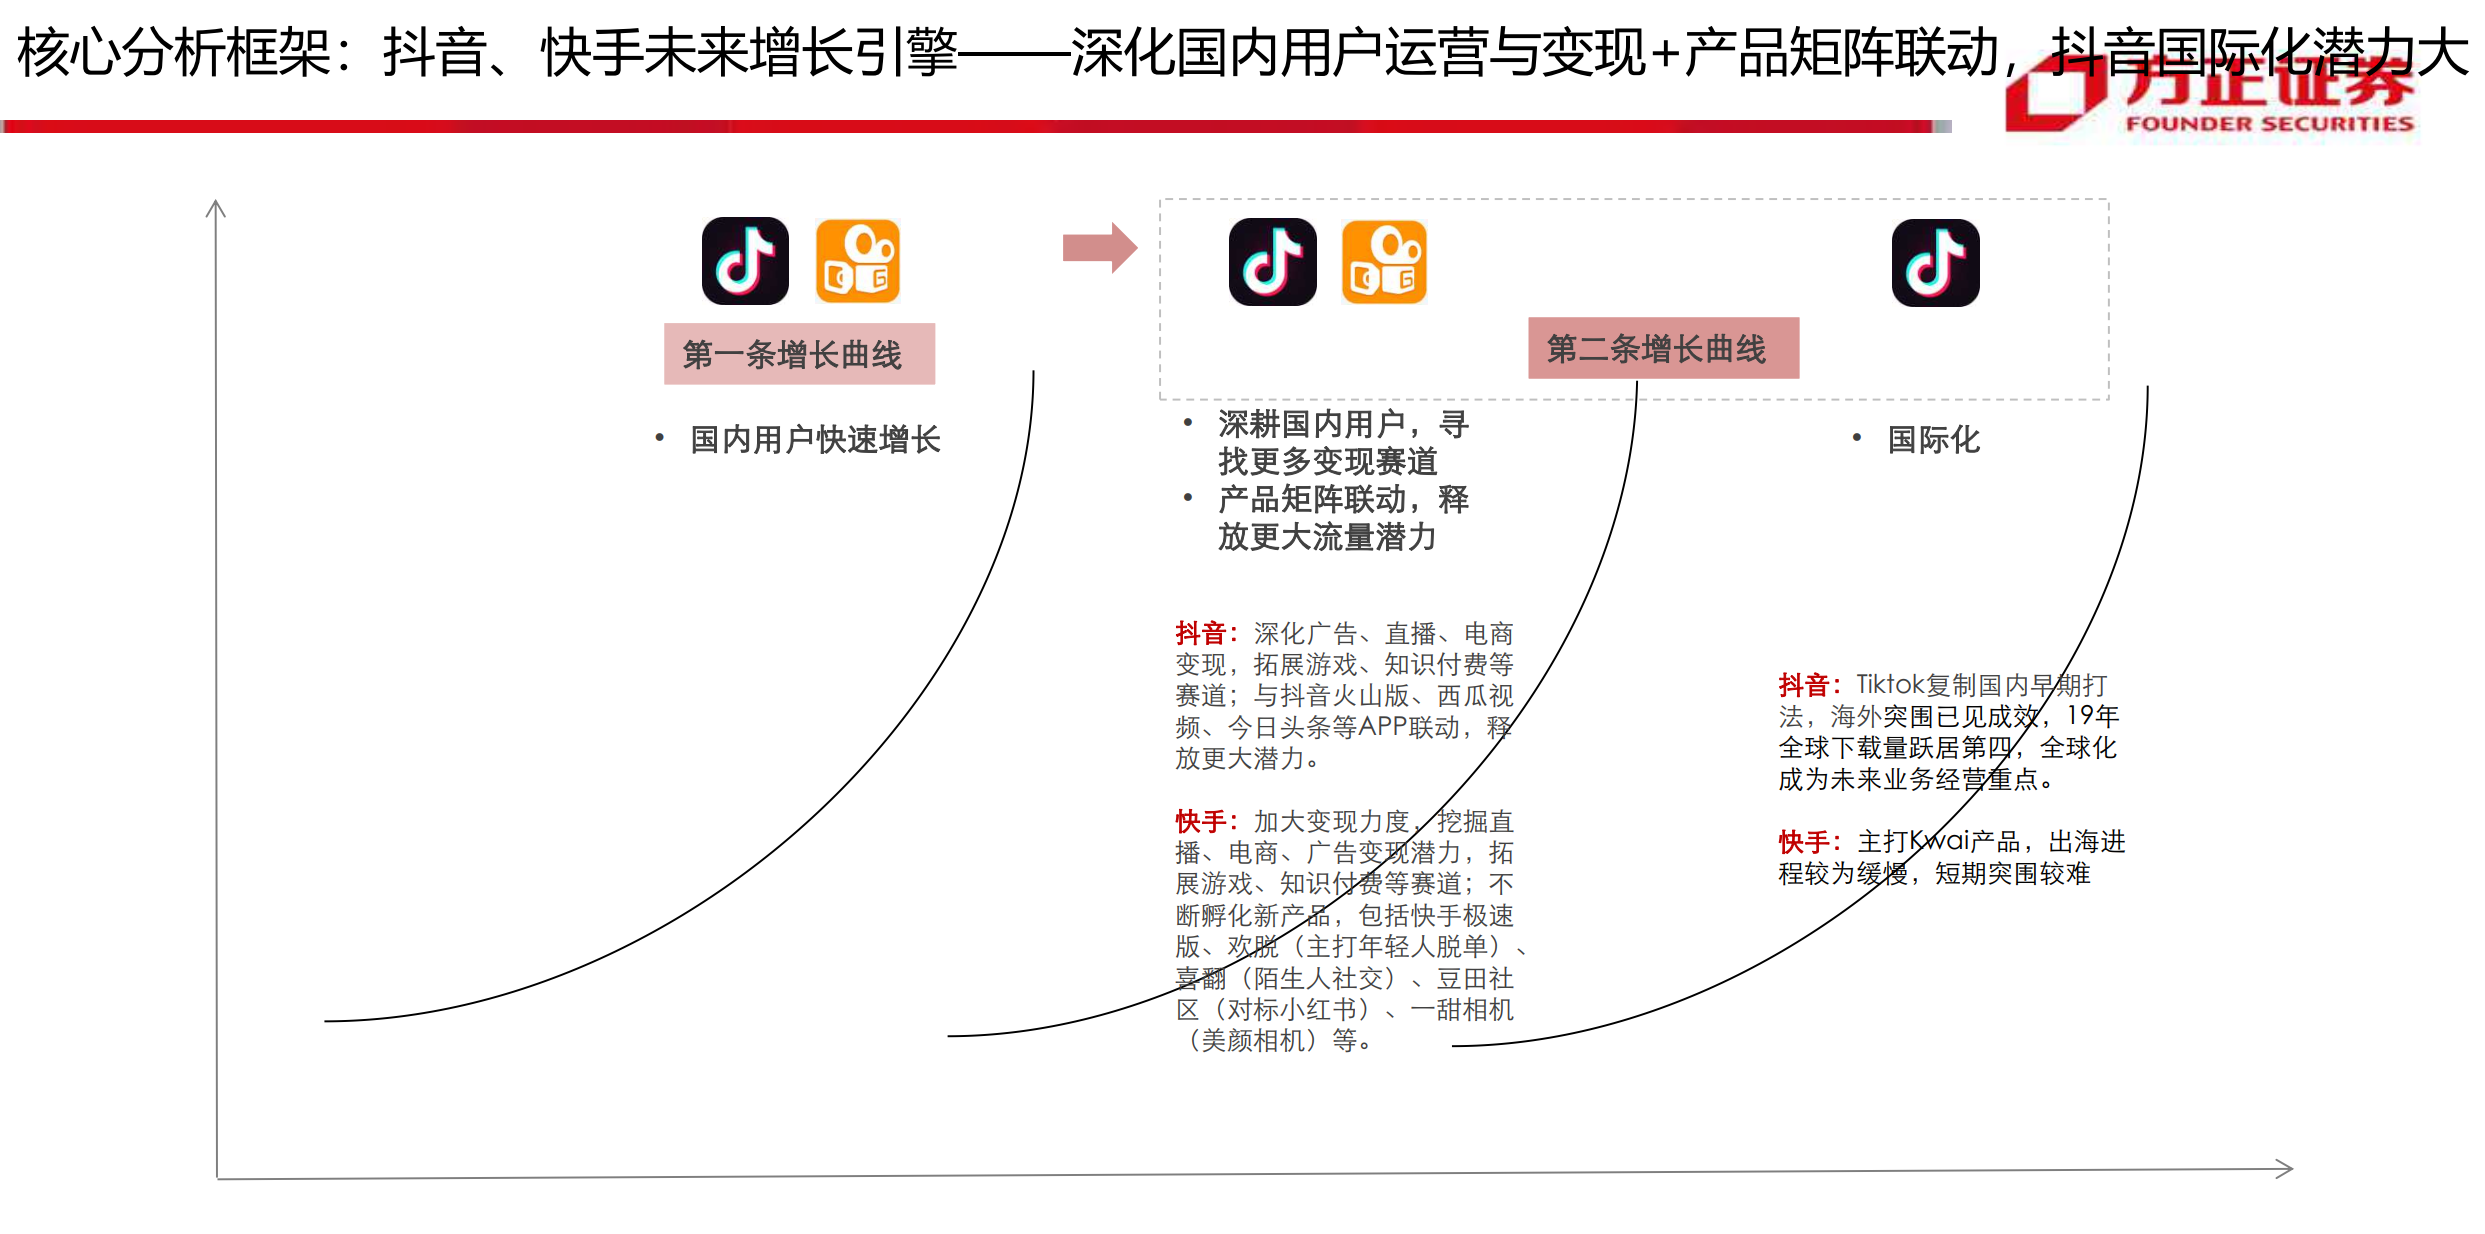 核心分析框架：抖音、快手未来增长引擎——深化国内用户运营与变现+产品矩阵联动，抖音国际化潜力大
方正证券
FOUNDER SECURITIES
第一条增长曲线
• 国内用户快速增长
第二条增长曲线
• 深耕国内用户，寻
找更多变现赛道
• 产品矩阵联动，释
放更大流量潜力
• 国际化
抖音：深化广告、直播、电商
变现，拓展游戏、知识付费等
赛道；与抖音火山版、西瓜视
频、今日头条等APP联动，释
放更大潜力。
快手：加大变现力度，挖掘直
播、电商、广告变现潜力，拓
展游戏、知识付费等赛道；不
断孵化新产品，包括快手极速
版、欢脱（主打年轻人脱单）、
喜翻（陌生人社交）、豆田社
区（对标小红书）、一甜相机
（美颜相机）等。
抖音：Tiktok复制国内早期打
法，海外突围已见成效，19年
全球下载量跃居第四，全球化
成为未来业务经营重点。
快手：主打Kwai产品，出海进
程较为缓慢，短期突围较难